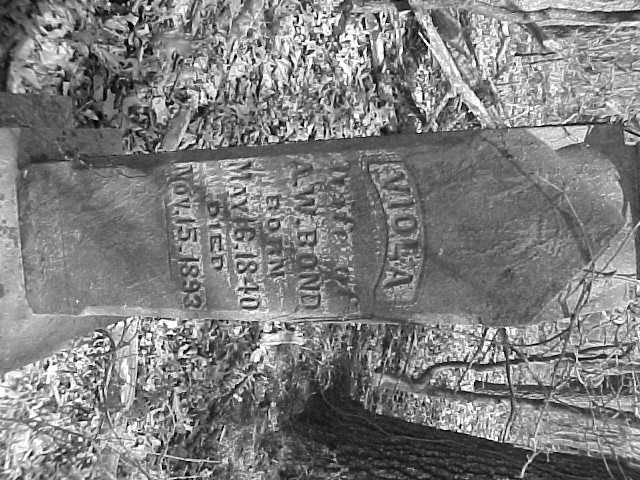 VIOLA
Wife of
A.W. BOND
BORN
MAY 6, 1840
DIED
NOV. 15, 1893